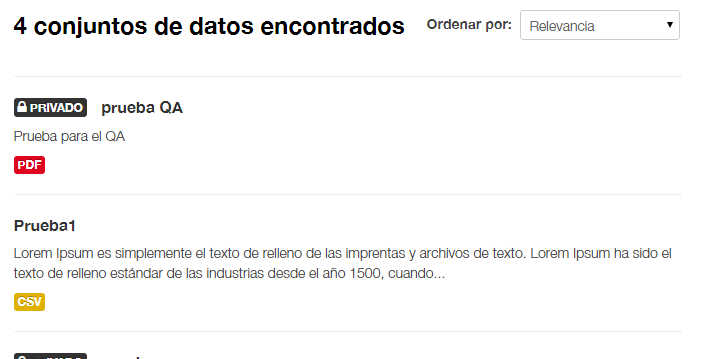 4 conjuntos de datos encontrados
Ordenar por: Relevancia
PRIVADO prueba QA
Prueba para el QA
PDF
Prueba1
Lorem Ipsum es simplemente el texto de relleno de las imprentas y archivos de texto. Lorem Ipsum ha sido el
texto de relleno estándar de las industrias desde el año 1500, cuando...
CSV